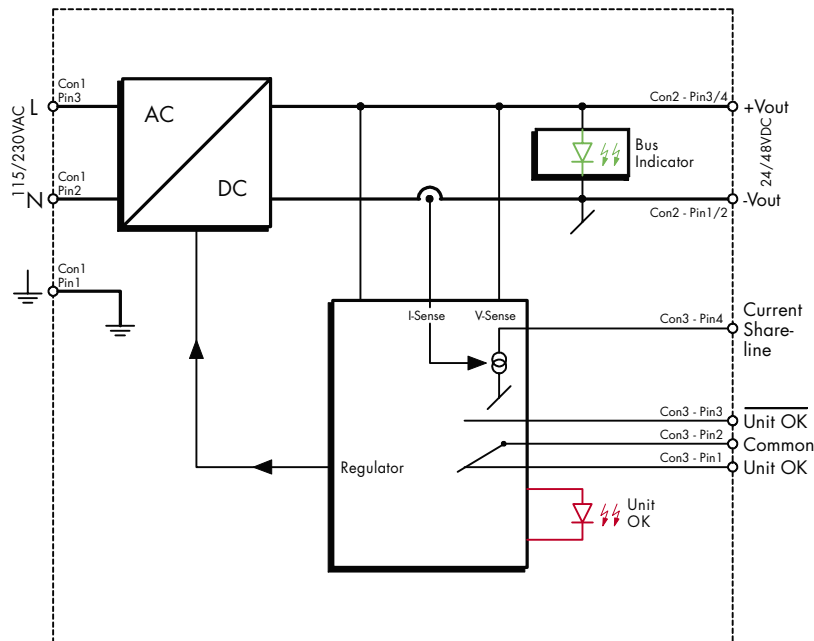 Con1
Pin3
L
AC
DC
Con1
Pin2
N
115/230VAC
Con1
Pin1
Con2 - Pin3/4
+Vout
Bus
Indicator
24/48VDC
-Vout
Con2 - Pin1/2
I-Sense
V-Sense
Con3 - Pin4
Current
Share-
line
Con3 - Pin3
Unit OK
Con3 - Pin2
Common
Con3 - Pin1
Unit OK
Regulator
Unit
OK